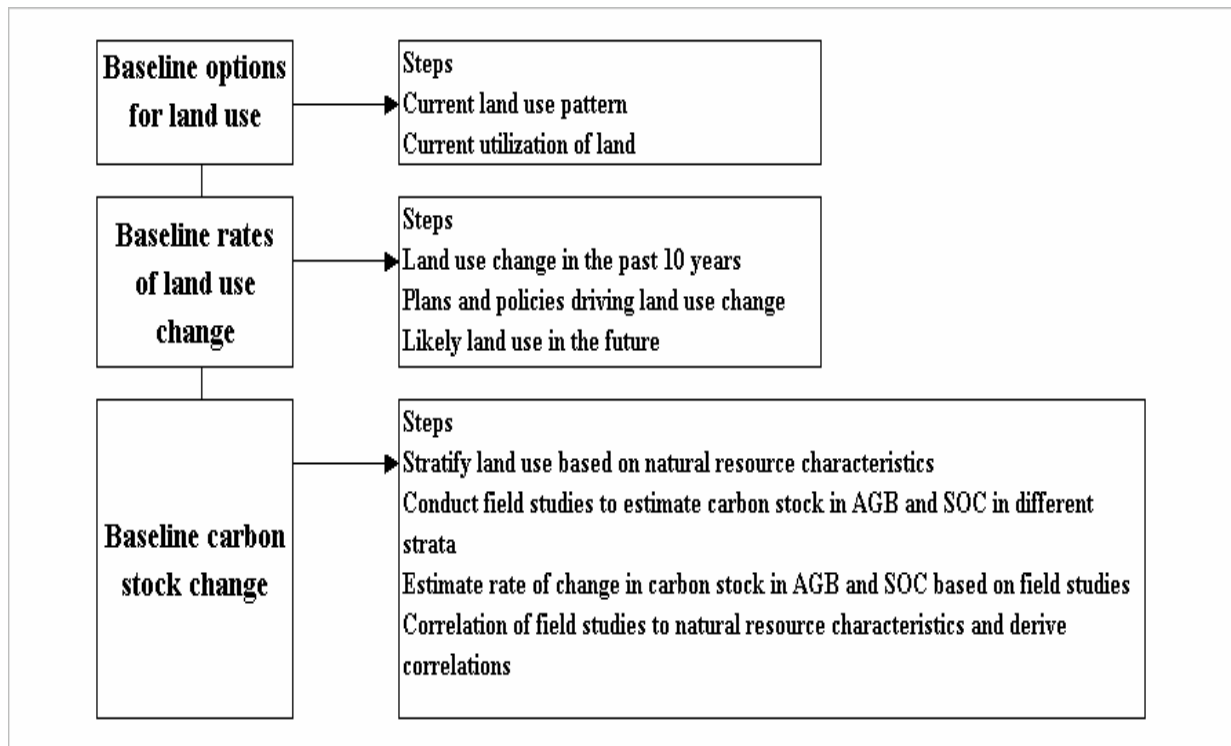 Baseline options
for land use
Steps
Current land use pattern
Current utilization of land
Baseline rates
of land use
change
Steps
Land use change in the past 10 years
Plans and policies driving land use change
Likely land use in the future
Baseline carbon
stock change
Steps
Stratify land use based on natural resource characteristics
Conduct field studies to estimate carbon stock in AGB and SOC in different
strata
Estimate rate of change in carbon stock in AGB and SOC based on field studies
Correlation of field studies to natural resource characteristics and derive
correlations